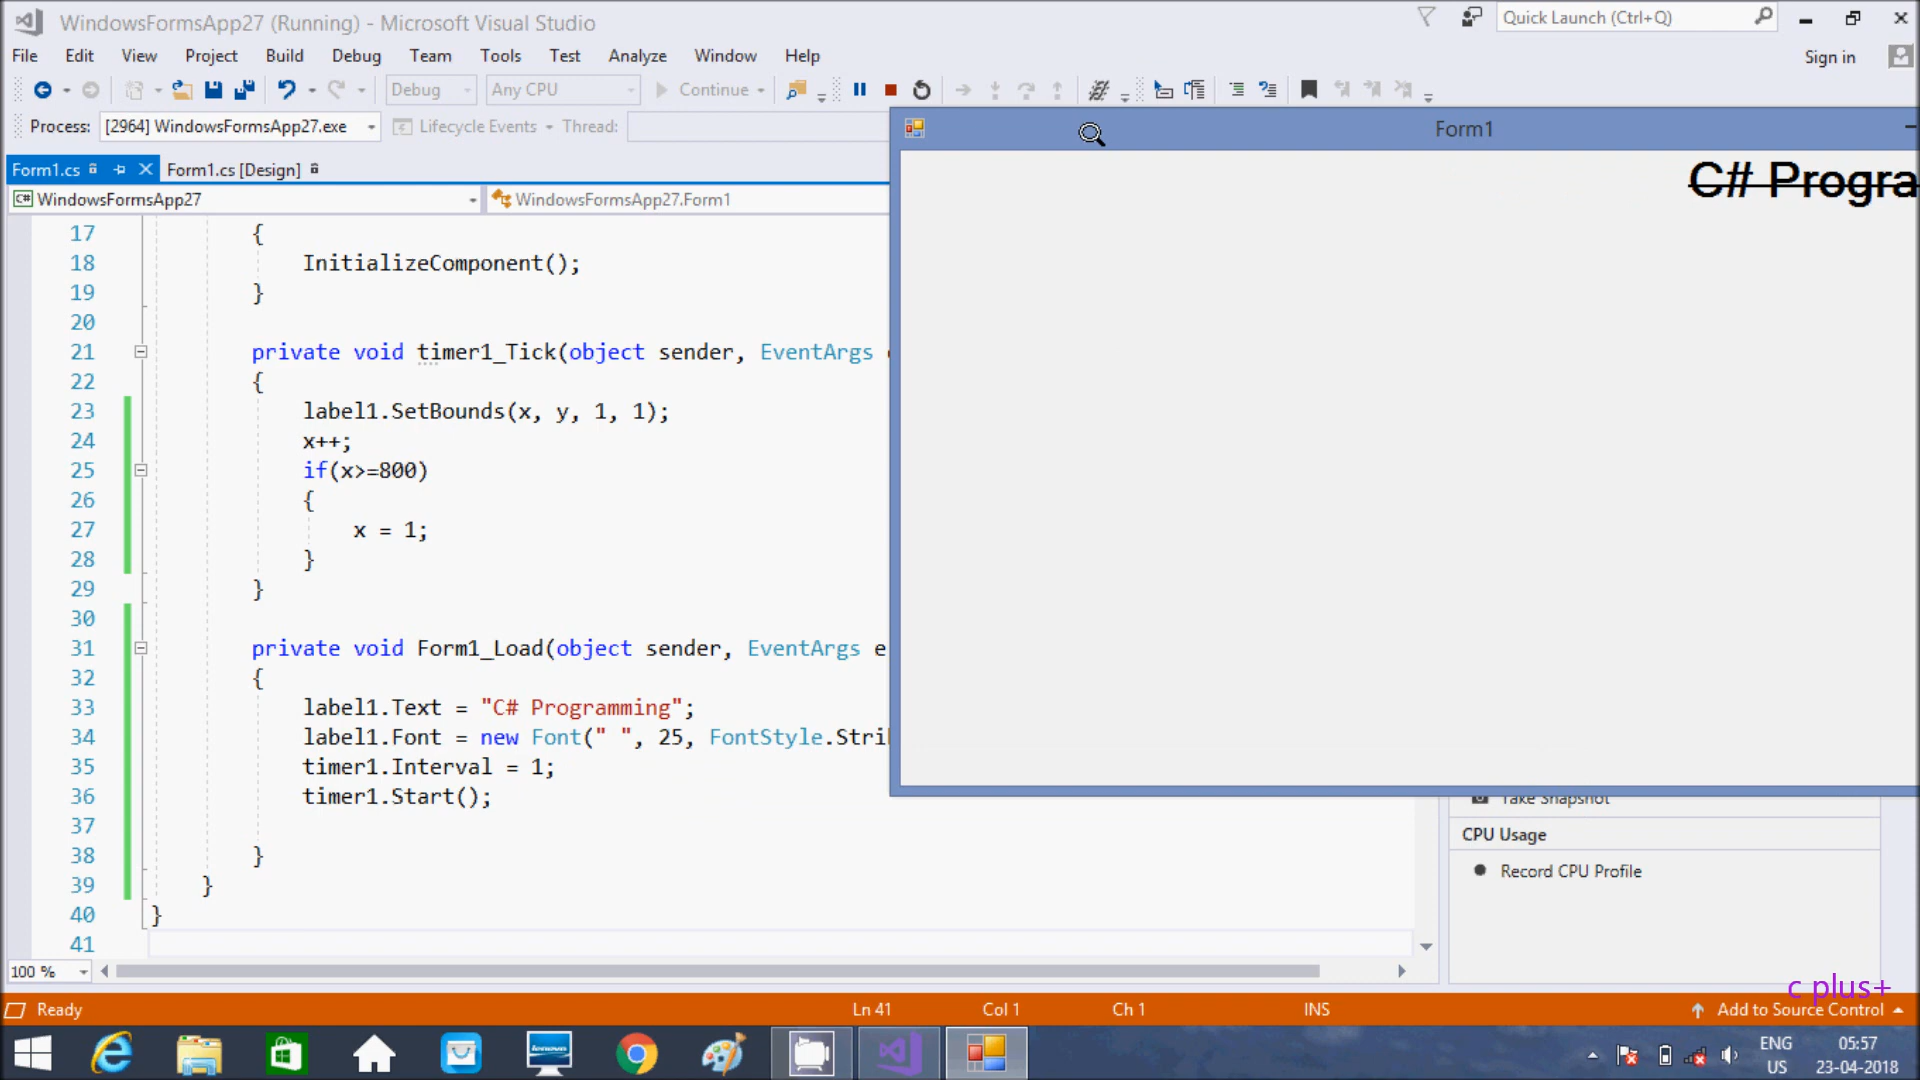 WindowsFormsApp27 (Running) - Microsoft Visual Studio
Quick Launch (Ctrl+Q)
File Edit View Project Build Debug Team Tools Test Analyze Window Help
Sign in
Debug Any CPU Continue
Process: [2964] WindowsFormsApp27.exe Lifecycle Events Thread:
Form1
Form1.cs Form1.cs [Design]
C# Progra
C# WindowsFormsApp27 WindowsFormsApp27.Form1
17 {
18 InitializeComponent();
19 }
20
21 private void timer1_Tick(object sender, EventArgs
22 {
23 label1.SetBounds(x, y, 1, 1);
24 x++;
25 if(x>=800)
26 {
27 x = 1;
28 }
29 }
30
31 private void Form1_Load(object sender, EventArgs e
32 {
33 label1.Text = "C# Programming";
34 label1.Font = new Font(" ", 25, FontStyle.Stri
35 timer1.Interval = 1;
36 timer1.Start();
37
38 }
39 }
40 }
41
Take Snapshot
CPU Usage
Record CPU Profile
100 %
c plus+
Ready Ln 41 Col 1 Ch 1 INS Add to Source Control
lenovo
ENG 05:57
US 23-04-2018